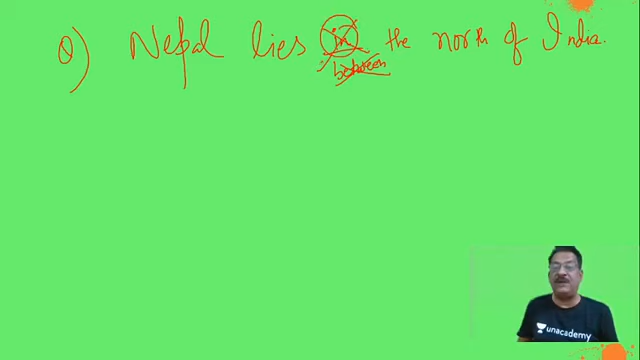 Q) Nepal lies in the north of India.
between
unacademy